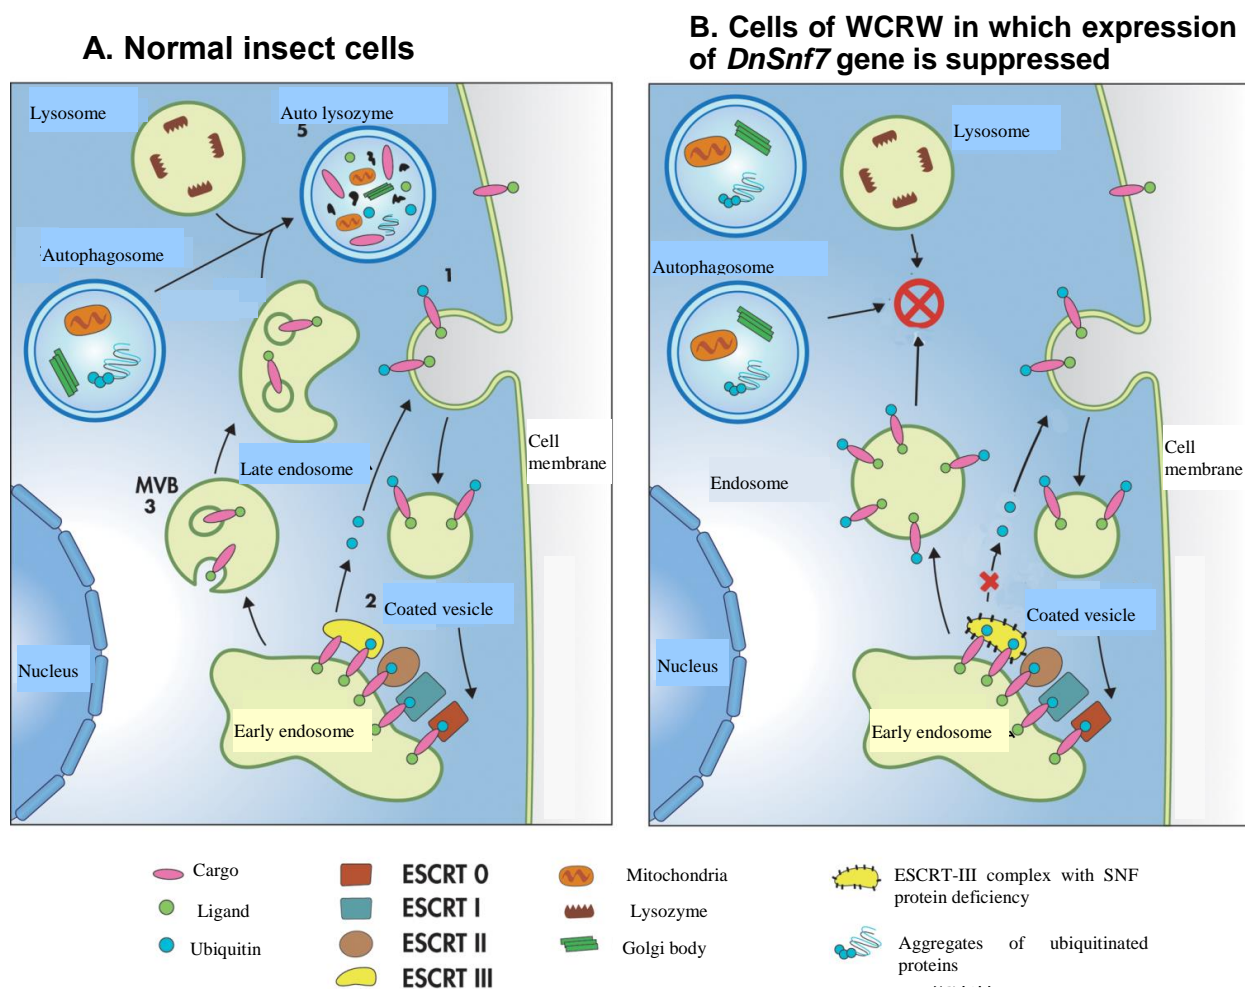 A. Normal insect cells
B. Cells of WCRW in which expression
of DnSnf7 gene is suppressed
Lysosome
Auto lysozyme
5
Autophagosome
1
Late endosome
Cell
membrane
MVB
3
2
Coated vesicle
Nucleus
Early endosome
Lysosome
Autophagosome
Endosome
Cell
membrane
Coated vesicle
Nucleus
Early endosome
Cargo
Ligand
Ubiquitin
ESCRT 0
ESCRT I
ESCRT II
ESCRT III
Mitochondria
Lysozyme
Golgi body
ESCRT-III complex with SNF
protein deficiency
Aggregates of ubiquitinated
proteins